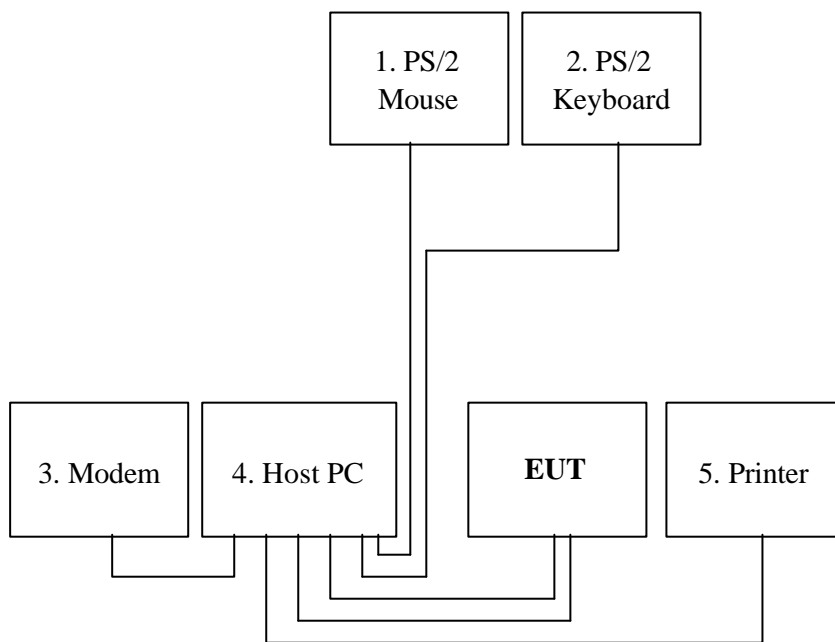 1. PS/2
Mouse
2. PS/2
Keyboard
3. Modem
4. Host PC
EUT
5. Printer